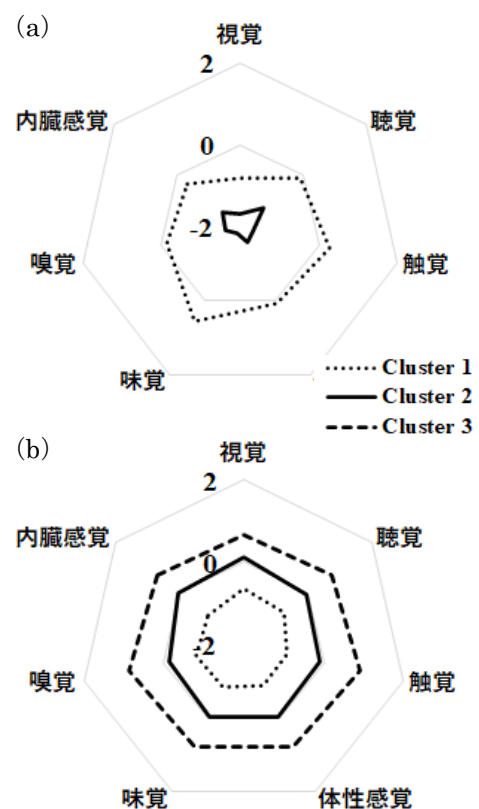 (a)
視覚
2
内臓感覚
聴覚
0
-2
嗅覚
触覚
味覚
Cluster 1
Cluster 2
Cluster 3
(b)
視覚
2
内臓感覚
聴覚
0
-2
嗅覚
触覚
味覚
体性感覚